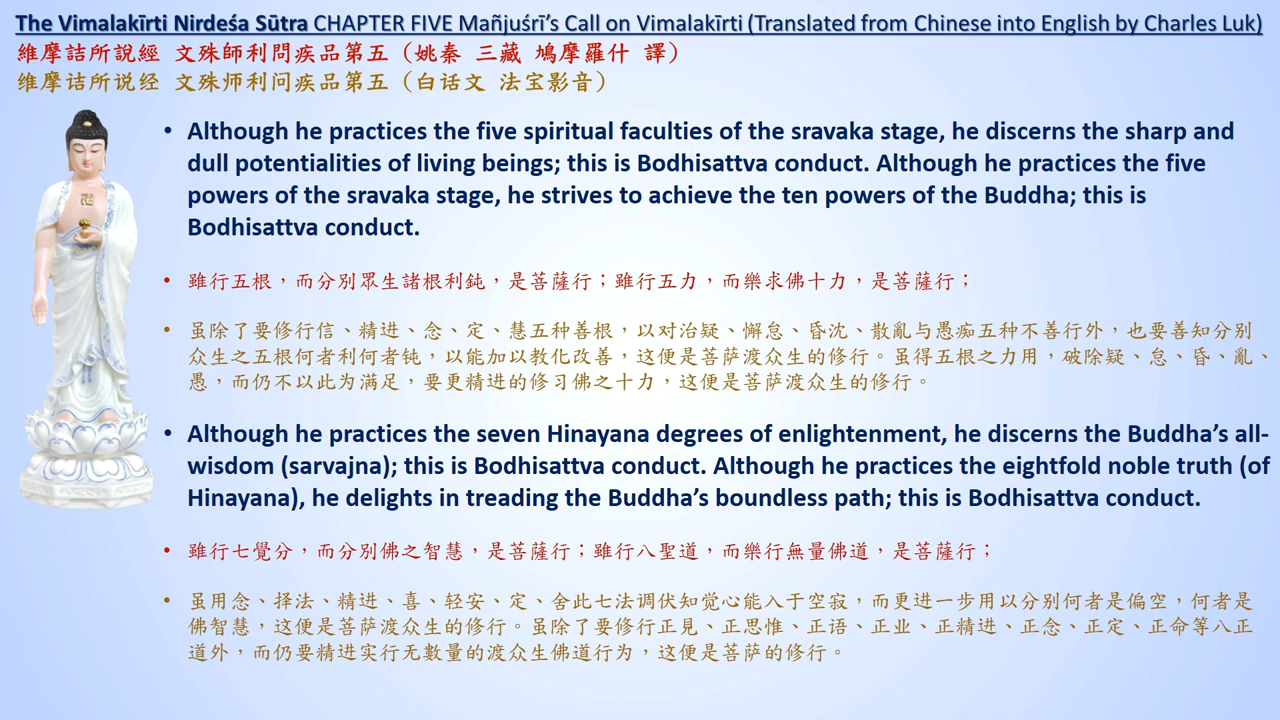 The Vimalakīrti Nirdeśa Sūtra CHAPTER FIVE Mañjuśrī’s Call on Vimalakīrti (Translated from Chinese into English by Charles Luk)
維摩詰所說經 文殊師利問疾品第五 (姚秦 三藏 鳩摩羅什 譯)
维摩诘所说经 文殊师利问疾品第五 (白话文 法宝影音)
• Although he practices the five spiritual faculties of the sravaka stage, he discerns the sharp and
dull potentialities of living beings; this is Bodhisattva conduct. Although he practices the five
powers of the sravaka stage, he strives to achieve the ten powers of the Buddha; this is
Bodhisattva conduct.
• 雖行五根，而分別眾生諸根利鈍，是菩薩行；雖行五力，而樂求佛十力，是菩薩行；
• 虽除了要修行信、精进、念、定、慧五种善根，以对治疑、懈怠、昏沈、散亂与愚痴五种不善行外，也要善知分别
众生之五根何者利何者钝，以能加以教化改善，这便是菩萨渡众生的修行。虽得五根之力用，破除疑、怠、昏、亂、
愚，而仍不以此为满足，要更精进的修习佛之十力，这便是菩萨渡众生的修行。
• Although he practices the seven Hinayana degrees of enlightenment, he discerns the Buddha’s all-
wisdom (sarvajna); this is Bodhisattva conduct. Although he practices the eightfold noble truth (of
Hinayana), he delights in treading the Buddha’s boundless path; this is Bodhisattva conduct.
• 雖行七覺分，而分別佛之智慧，是菩薩行；雖行八聖道，而樂行無量佛道，是菩薩行；
• 虽用念、择法、精进、喜、轻安、定、舍此七法调伏知觉心能入于空寂，而更进一步用以分别何者是偏空，何者是
佛智慧，这便是菩萨渡众生的修行。虽除了要修行正見、正思惟、正语、正业、正精进、正念、正定、正命等八正
道外，而仍要精进实行无數量的渡众生佛道行为，这便是菩萨的修行。
卍